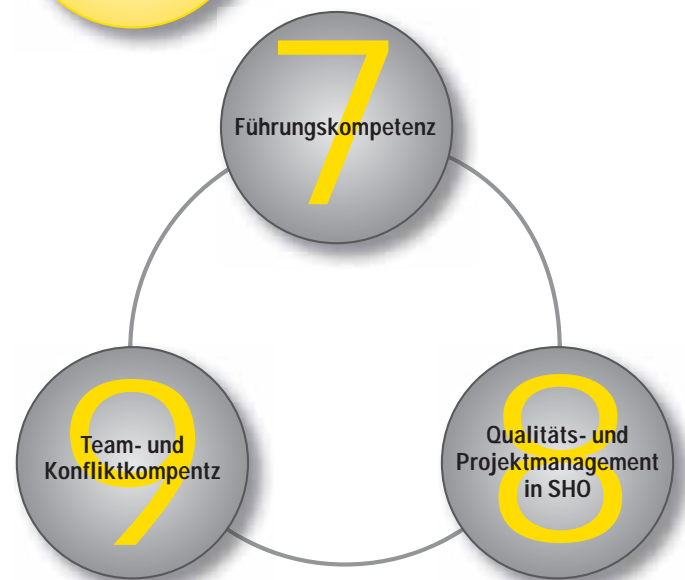 7
Führungskompetenz
9
Team- und
Konfliktkompentz
8
Qualitäts- und
Projektmanagement
in SHO